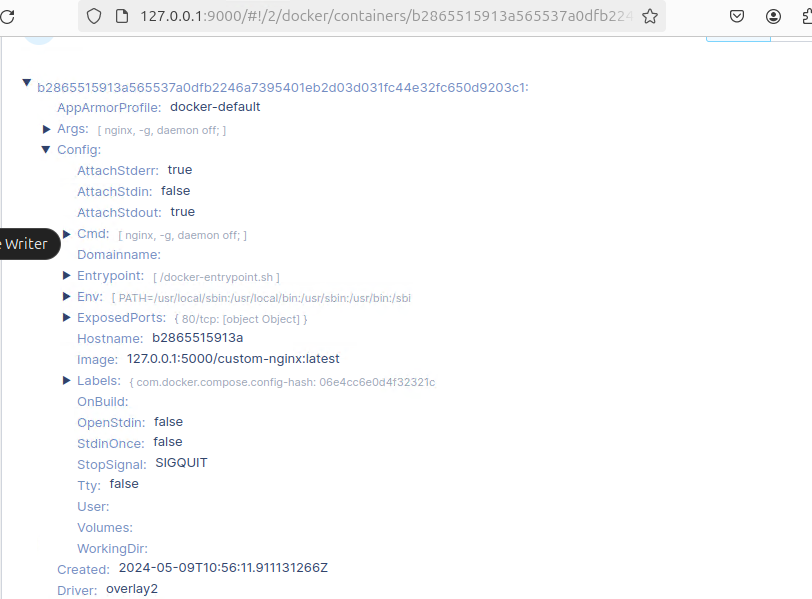 127.0.0.1:9000/#!/2/docker/containers/b2865515913a565537a0dfb224
b2865515913a565537a0dfb2246a7395401eb2d03d031fc44e32fc650d9203c1:
AppArmorProfile: docker-default
Args: [ nginx, -g, daemon off; ]
Config:
AttachStderr: true
AttachStdin: false
AttachStdout: true
Cmd: [ nginx, -g, daemon off; ]
e Writer
Domainname:
Entrypoint: [ /docker-entrypoint.sh ]
Env: [ PATH=/usr/local/sbin:/usr/local/bin:/usr/sbin:/usr/bin:/sbi
ExposedPorts: { 80/tcp: [object Object] }
Hostname: b2865515913a
Image: 127.0.0.1:5000/custom-nginx:latest
Labels: { com.docker.compose.config-hash: 06e4cc6e0d4f32321c
OnBuild:
OpenStdin: false
StdinOnce: false
StopSignal: SIGQUIT
Tty: false
User:
Volumes:
WorkingDir:
Created: 2024-05-09T10:56:11.911131266Z
Driver: overlay2